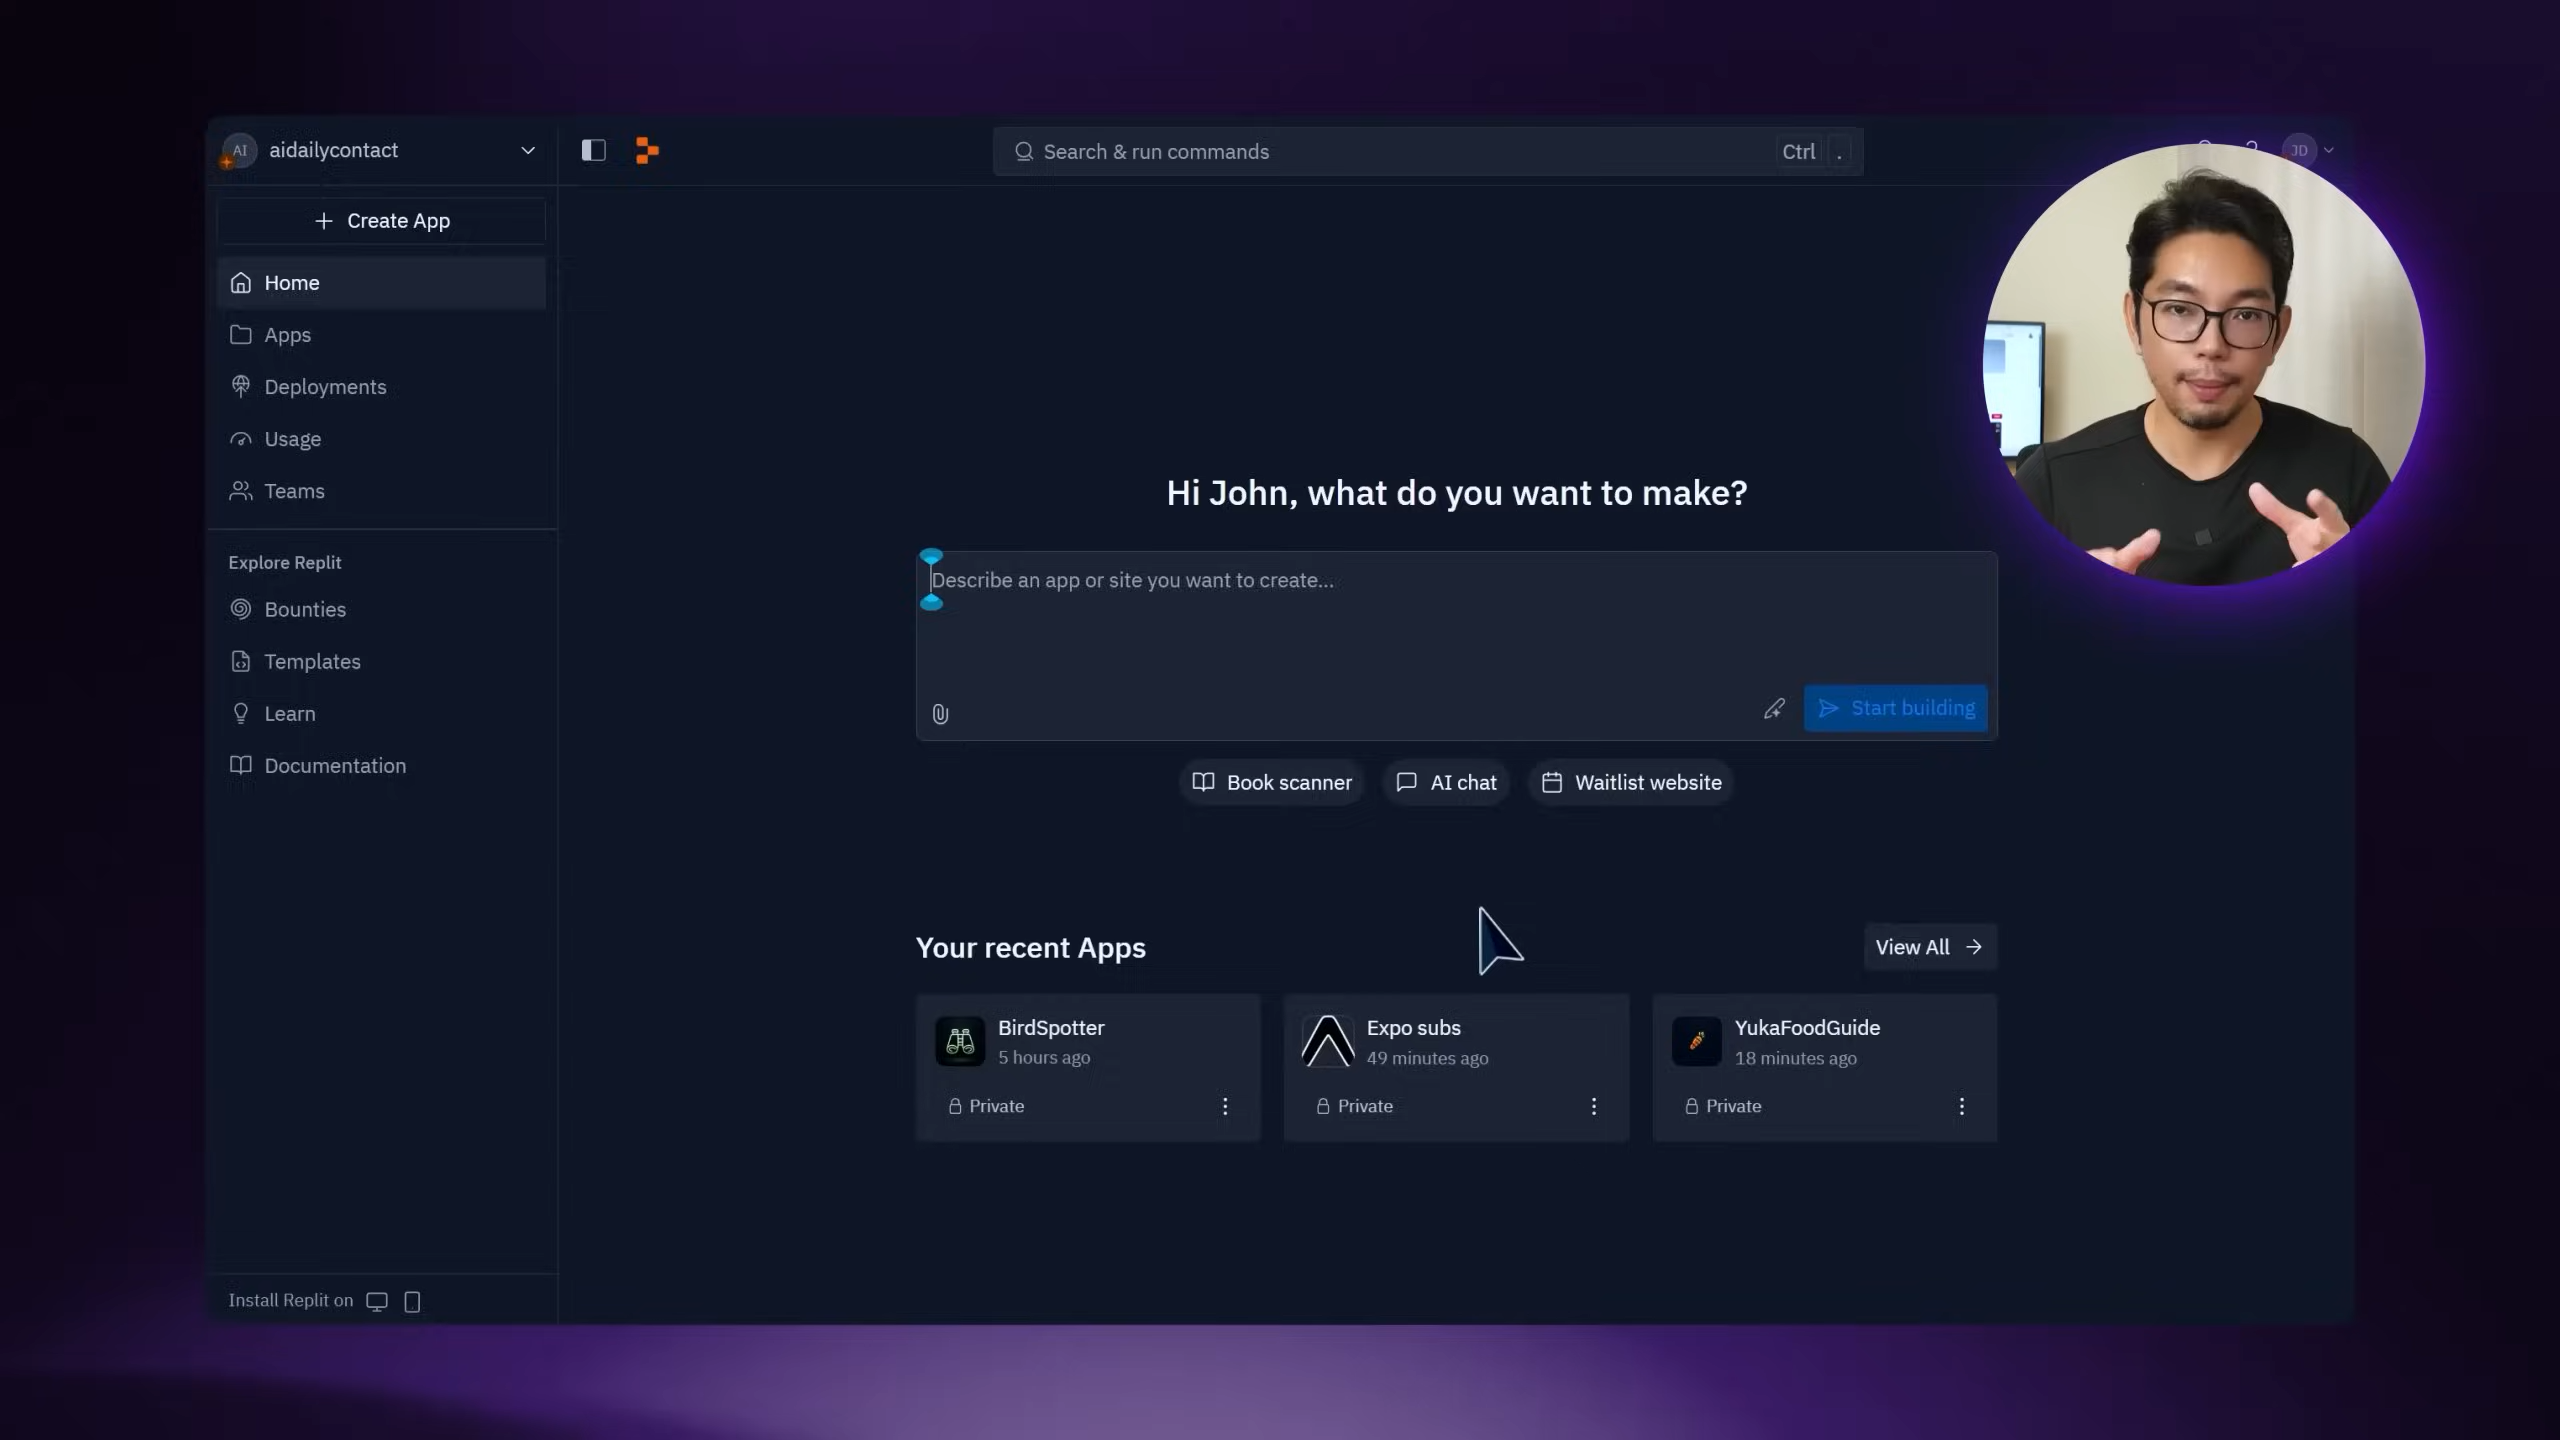 AI
aidailycontact
Search & run commands
Ctrl
.
JD
Create App
Home
Apps
Deployments
Usage
Teams
Explore Replit
Bounties
Templates
Learn
Documentation
Install Replit on
Hi John, what do you want to make?
Describe an app or site you want to create...
Start building
Book scanner
AI chat
Waitlist website
Your recent Apps
View All
BirdSpotter
5 hours ago
Private
Expo subs
49 minutes ago
Private
YukaFoodGuide
18 minutes ago
Private